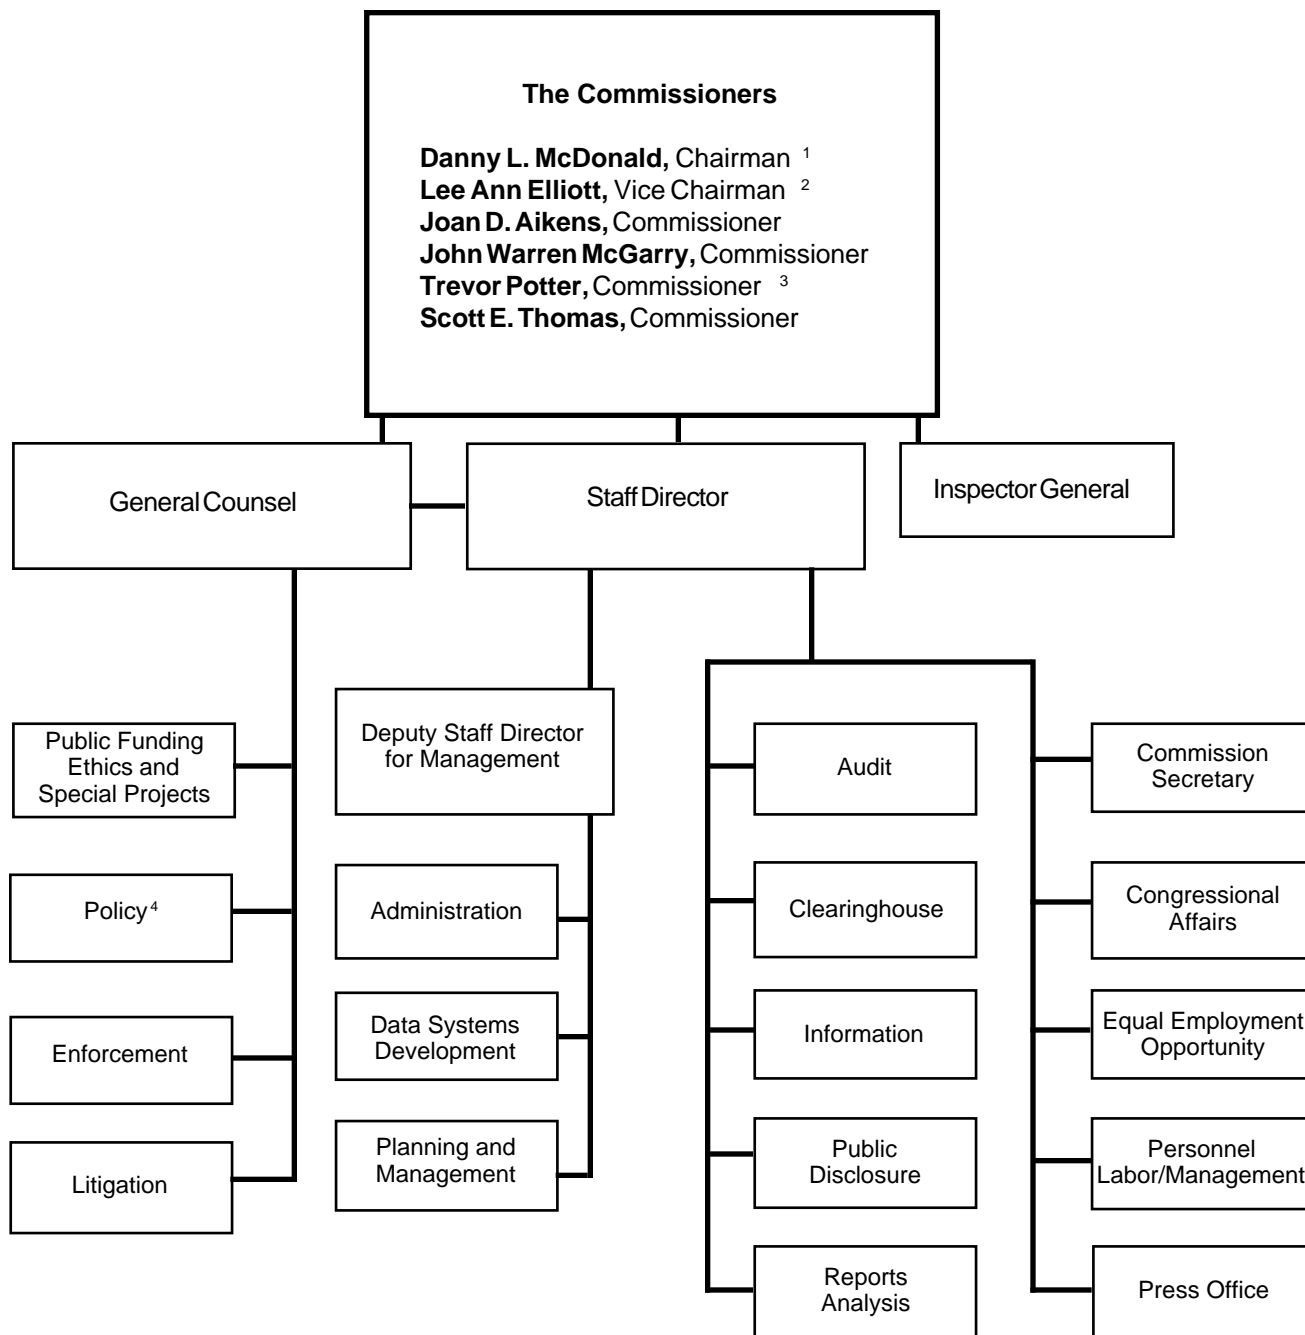 The Commissioners
Danny L. McDonald, Chairman 1
Lee Ann Elliott, Vice Chairman 2
Joan D. Aikens, Commissioner
John Warren McGarry, Commissioner
Trevor Potter, Commissioner 3
Scott E. Thomas, Commissioner
General Counsel
Staff Director
Inspector General
Public Funding
Ethics and
Special Projects
Policy 4
Enforcement
Litigation
Deputy Staff Director
for Management
Administration
Data Systems
Development
Planning and
Management
Audit
Clearinghouse
Information
Public
Disclosure
Reports
Analysis
Commission
Secretary
Congressional
Affairs
Equal Employment
Opportunity
Personnel
Labor/Management
Press Office